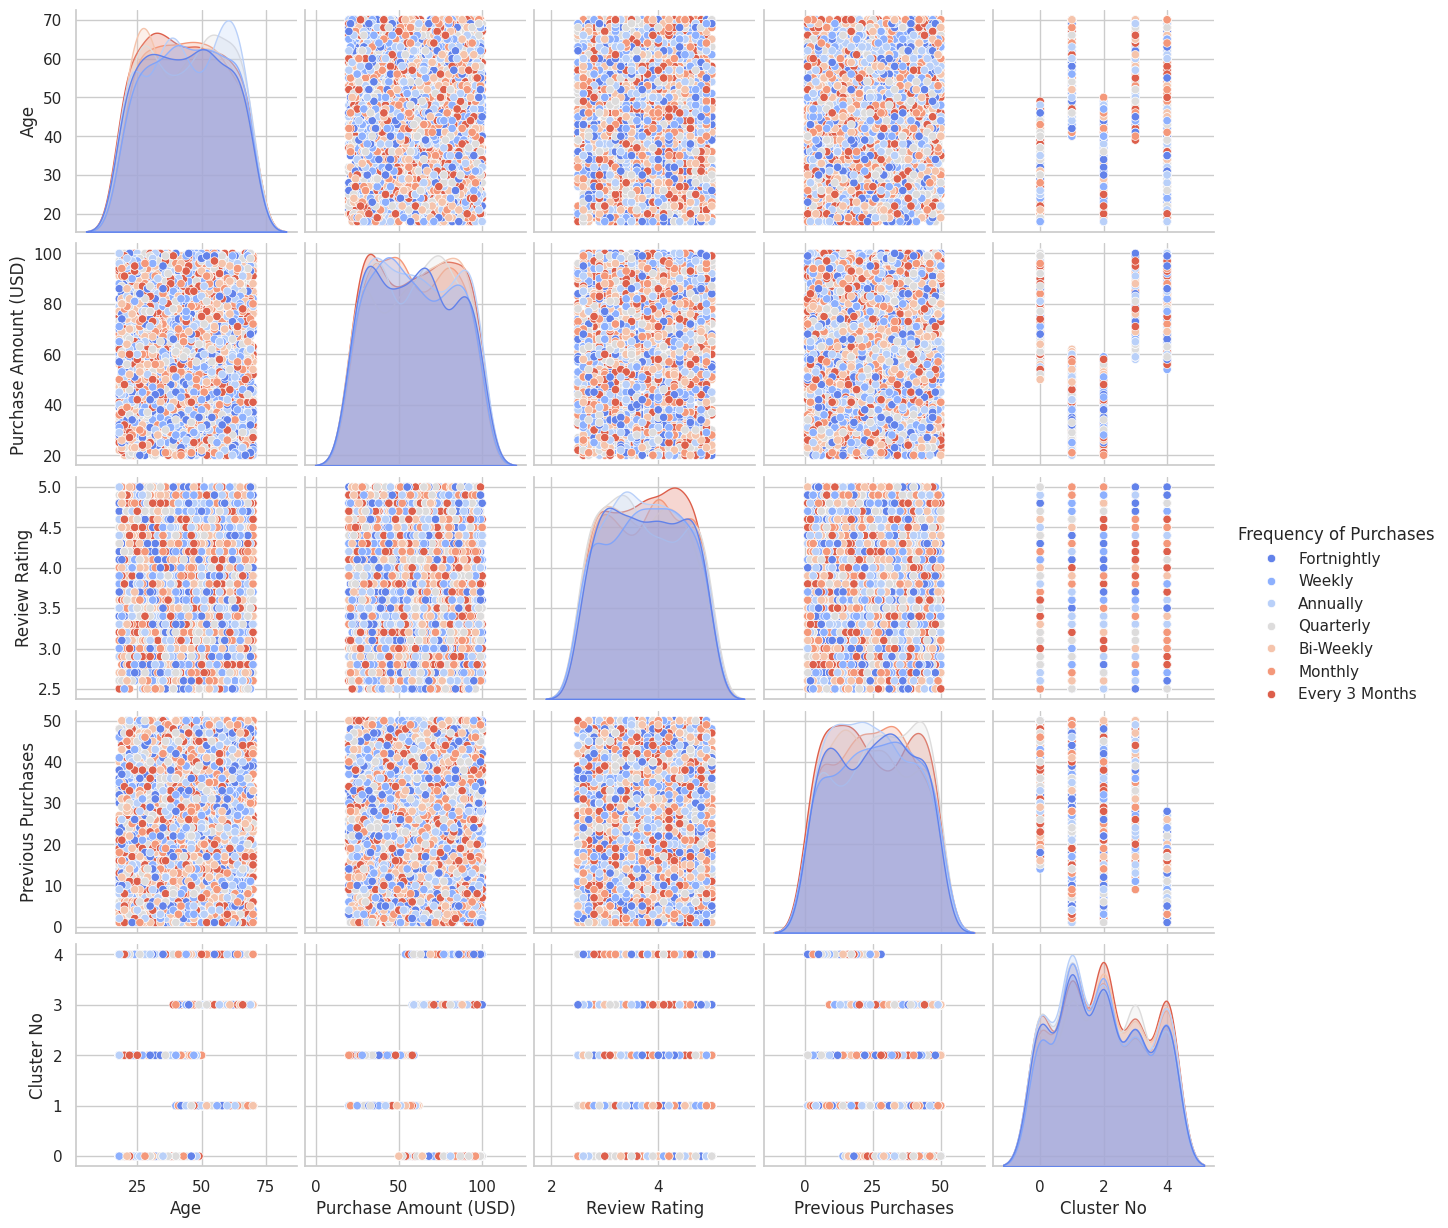 70
60
50
40
30
20
Age
100
80
60
40
20
Purchase Amount (USD)
5.0
4.5
4.0
3.5
3.0
2.5
Review Rating
50
40
30
20
10
0
Previous Purchases
4
3
2
1
0
Cluster No
25 50 75
Age
0 50 100
Purchase Amount (USD)
2 4
Review Rating
0 25 50
Previous Purchases
0 2 4
Cluster No
Frequency of Purchases
Fortnightly
Weekly
Annually
Quarterly
Bi-Weekly
Monthly
Every 3 Months